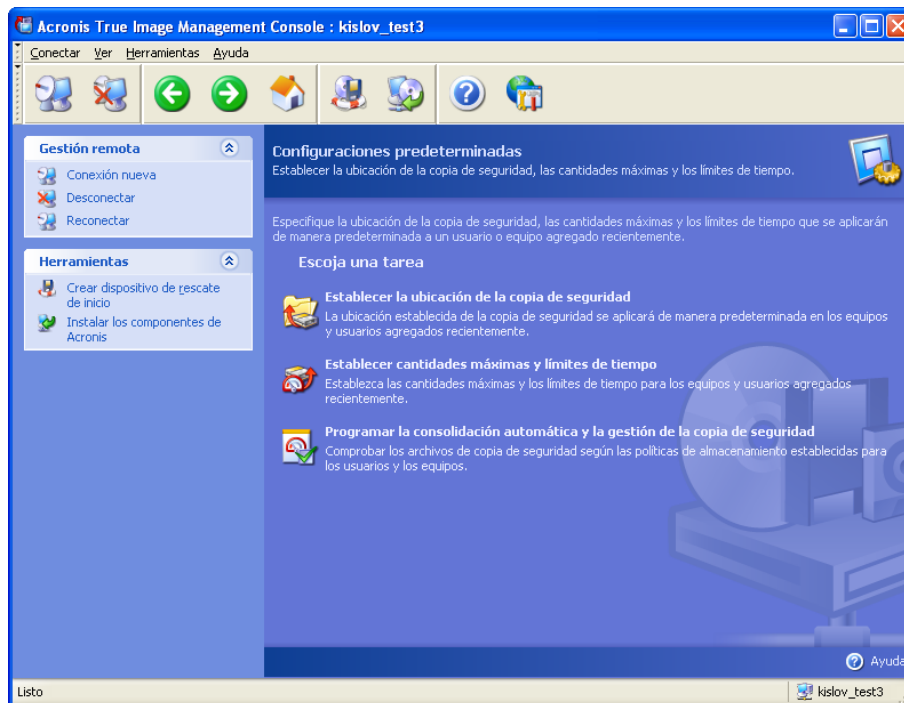 Acronis True Image Management Console : kislov_test3
Conectar Ver Herramientas Ayuda
Gestión remota
Conexión nueva
Desconectar
Reconectar
Herramientas
Crear dispositivo de rescate
de inicio
Instalar los componentes de
Acronis
Configuraciones predeterminadas
Establecer la ubicación de la copia de seguridad, las cantidades máximas y los límites de tiempo.
Especifique la ubicación de la copia de seguridad, las cantidades máximas y los límites de tiempo que se aplicarán
de manera predeterminada a un usuario o equipo agregado recientemente.
Escoja una tarea
Establecer la ubicación de la copia de seguridad
La ubicación establecida de la copia de seguridad se aplicará de manera predeterminada en los equipos
y usuarios agregados recientemente.
Establecer cantidades máximas y límites de tiempo
Establezca las cantidades máximas y los límites de tiempo para los equipos y usuarios agregados
recientemente.
Programar la consolidación automática y la gestión de la copia de seguridad
Comprobar los archivos de copia de seguridad según las políticas de almacenamiento establecidas para
los usuarios y los equipos.
Ayuda
Listo
kislov_test3